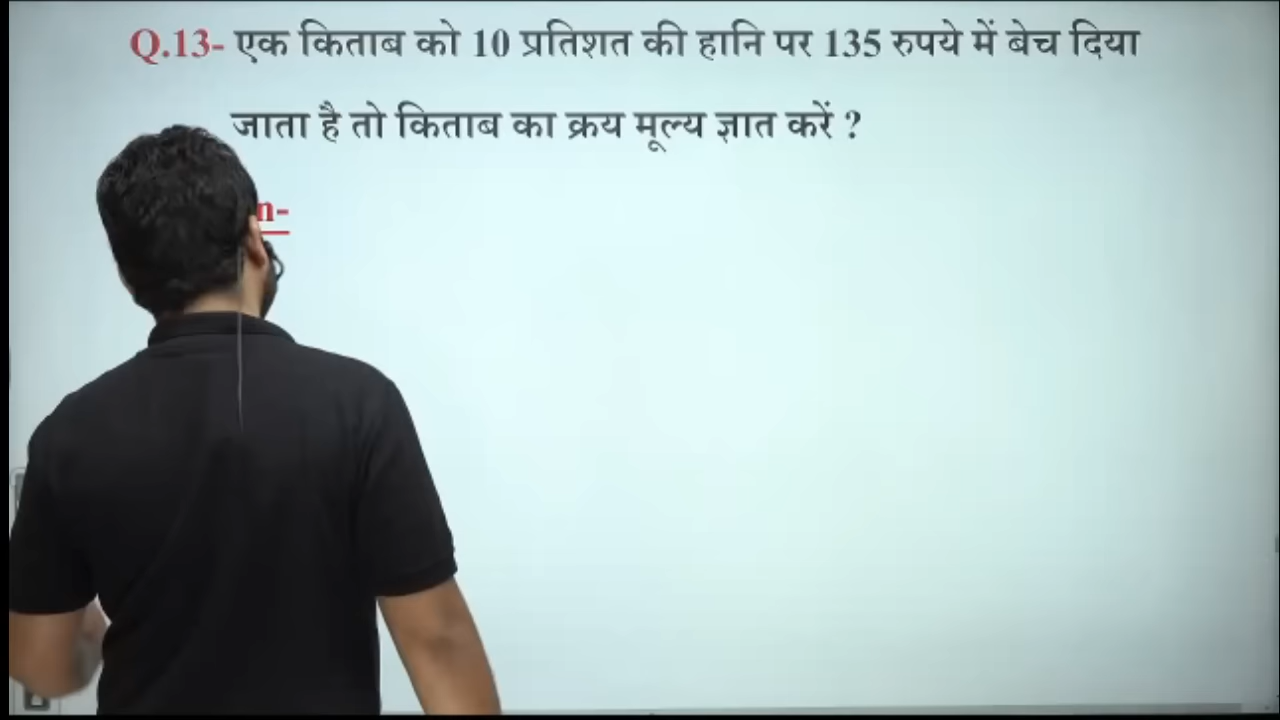 Q.13- एक किताब को 10 प्रतिशत की हानि पर 135 रुपये में बेच दिया
जाता है तो किताब का क्रय मूल्य ज्ञात करें ?
n-